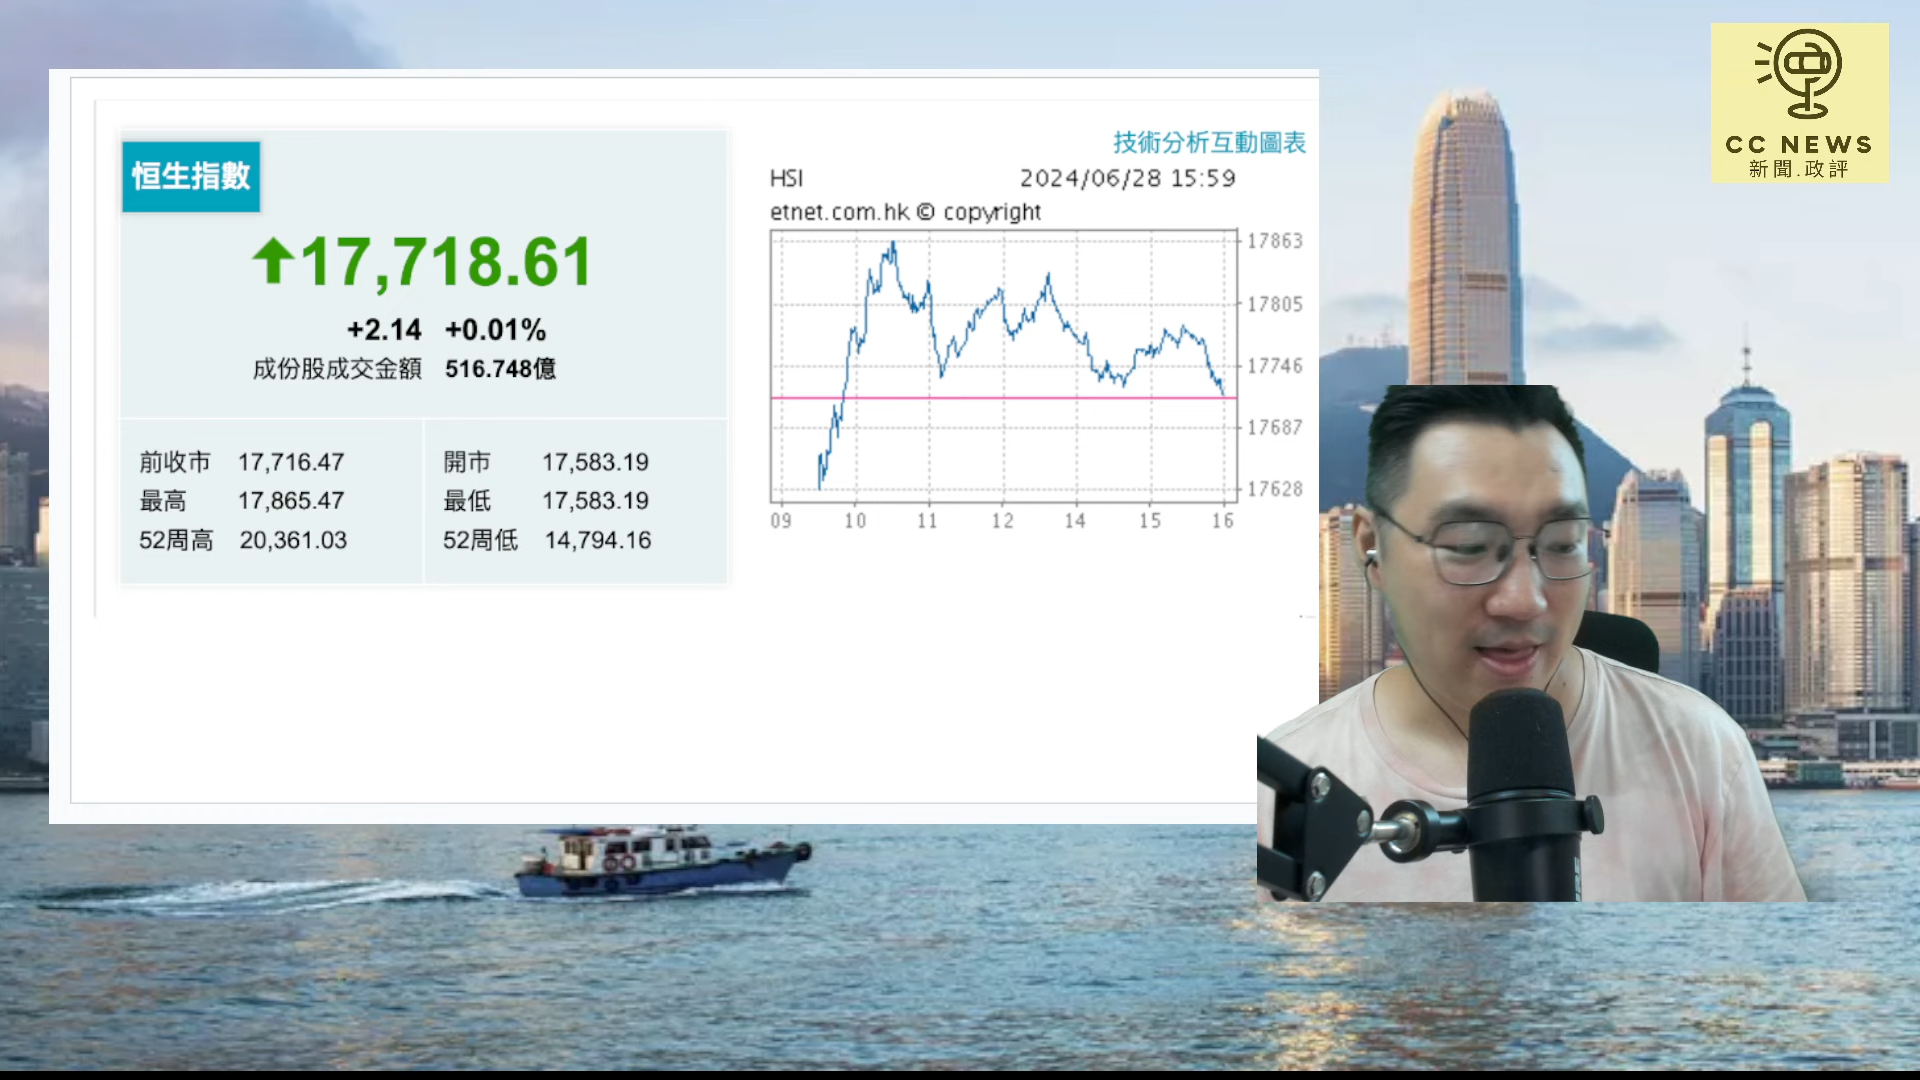 恒生指數
17,718.61
+2.14 +0.01%
成份股成交金額 516.748億
前收市 17,716.47
開市 17,583.19
最高 17,865.47
最低 17,583.19
52周高 20,361.03
52周低 14,794.16
技術分析互動圖表
HSI 2024/06/28 15:59
etnet.com.hk © copyright
17863
17805
17746
17687
17628
09 10 11 12 14 15 16
CC NEWS
新聞.政評